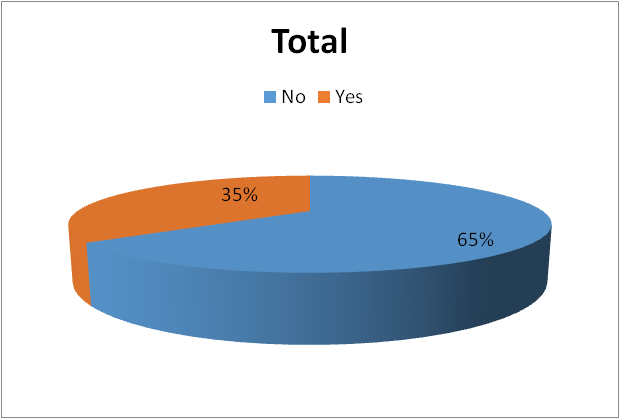 Total
No Yes
35%
65%